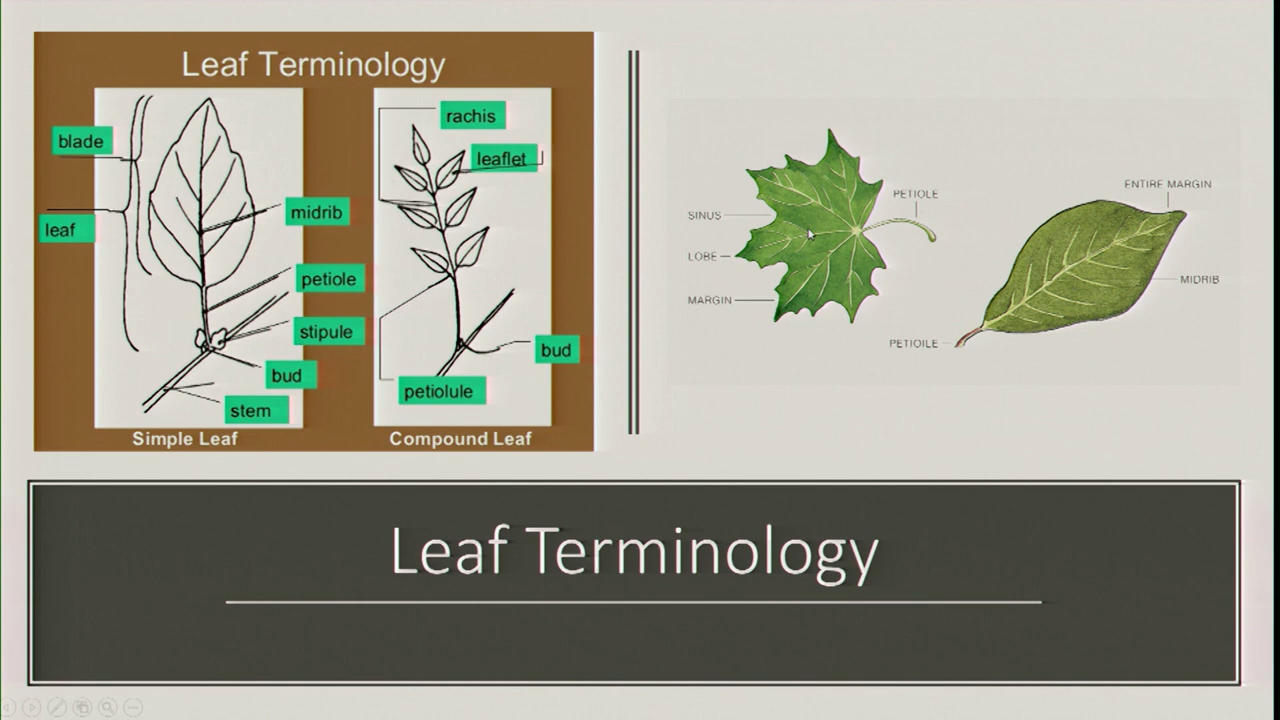 Leaf Terminology
blade
leaf
midrib
petiole
stipule
bud
stem
Simple Leaf
rachis
leaflet
bud
petiolule
Compound Leaf
SINUS
LOBE
MARGIN
PETIOLE
ENTIRE MARGIN
MIDRIB
PETIOILE
Leaf Terminology